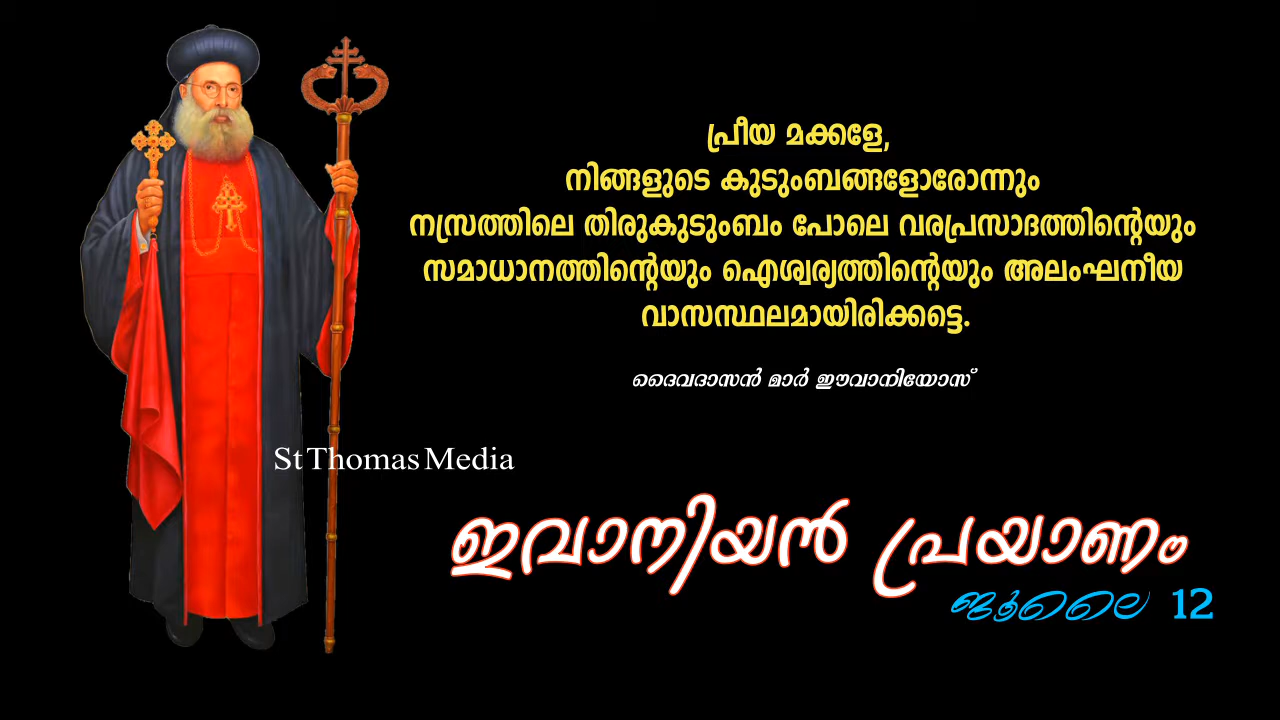 പ്രീയ മക്കളേ,
നിങ്ങളുടെ കുടുംബങ്ങളോരോന്നും
നസ്രത്തിലെ തിരുകുടുംബം പോലെ വരപ്രസാദത്തിന്റെയും
സമാധാനത്തിന്റെയും ഐശ്വര്യത്തിന്റെയും അലംഘനീയ
വാസസ്ഥലമായിരിക്കട്ടെ.
ദൈവദാസൻ മാർ ഈവാനിയോസ്
St Thomas Media
ഇവാനിയൻ പ്രയാണം
ജൂലൈ 12